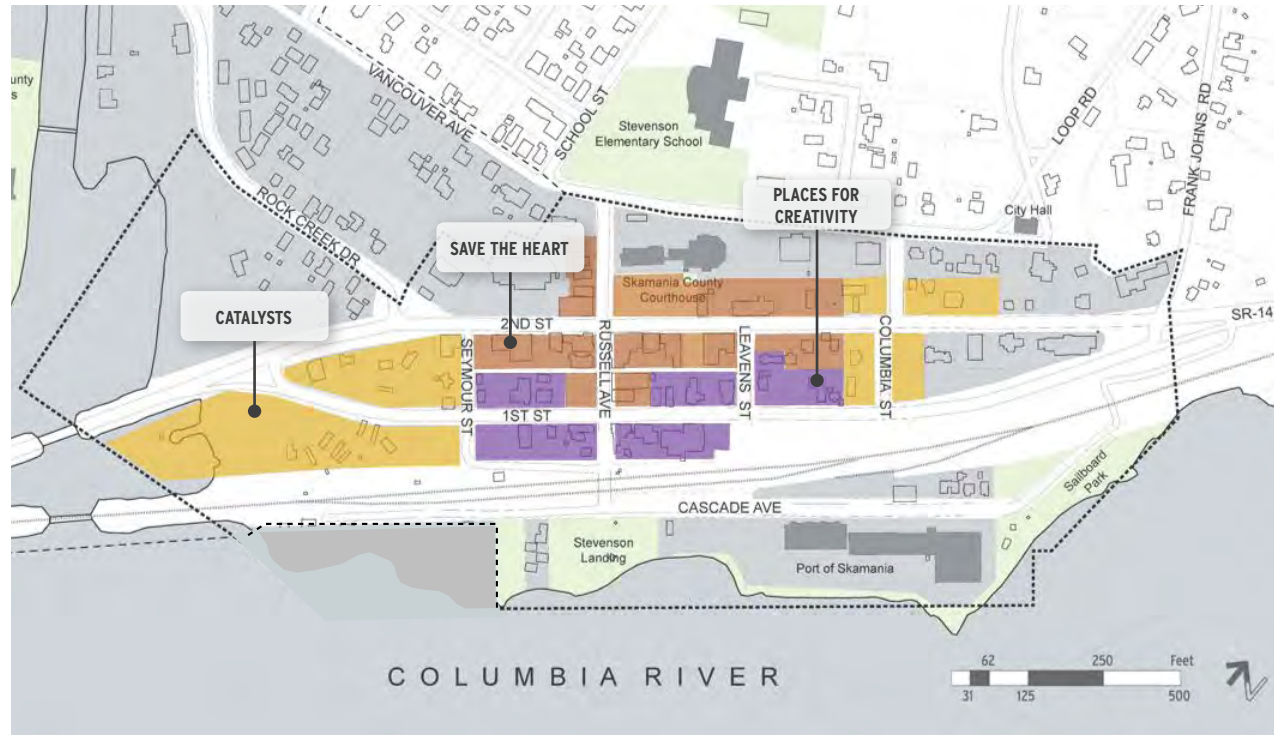 unty
s
VANCOUVER AVE
SCHOOL ST
Stevenson
Elementary School
LOOP RD
FRANK JOHNS RD
ROCK CREEK DR
PLACES FOR
CREATIVITY
City Hall
SAVE THE HEART
Skamania County
Courthouse
CATALYSTS
2ND ST
SR-14
SEYMOUR ST
RUSSELL AVE
LEAVENS ST
COLUMBIA ST
1ST ST
Sailboard
Park
CASCADE AVE
Stevenson
Landing
Port of Skamania
COLUMBIA RIVER
62 250 Feet
31 125 500